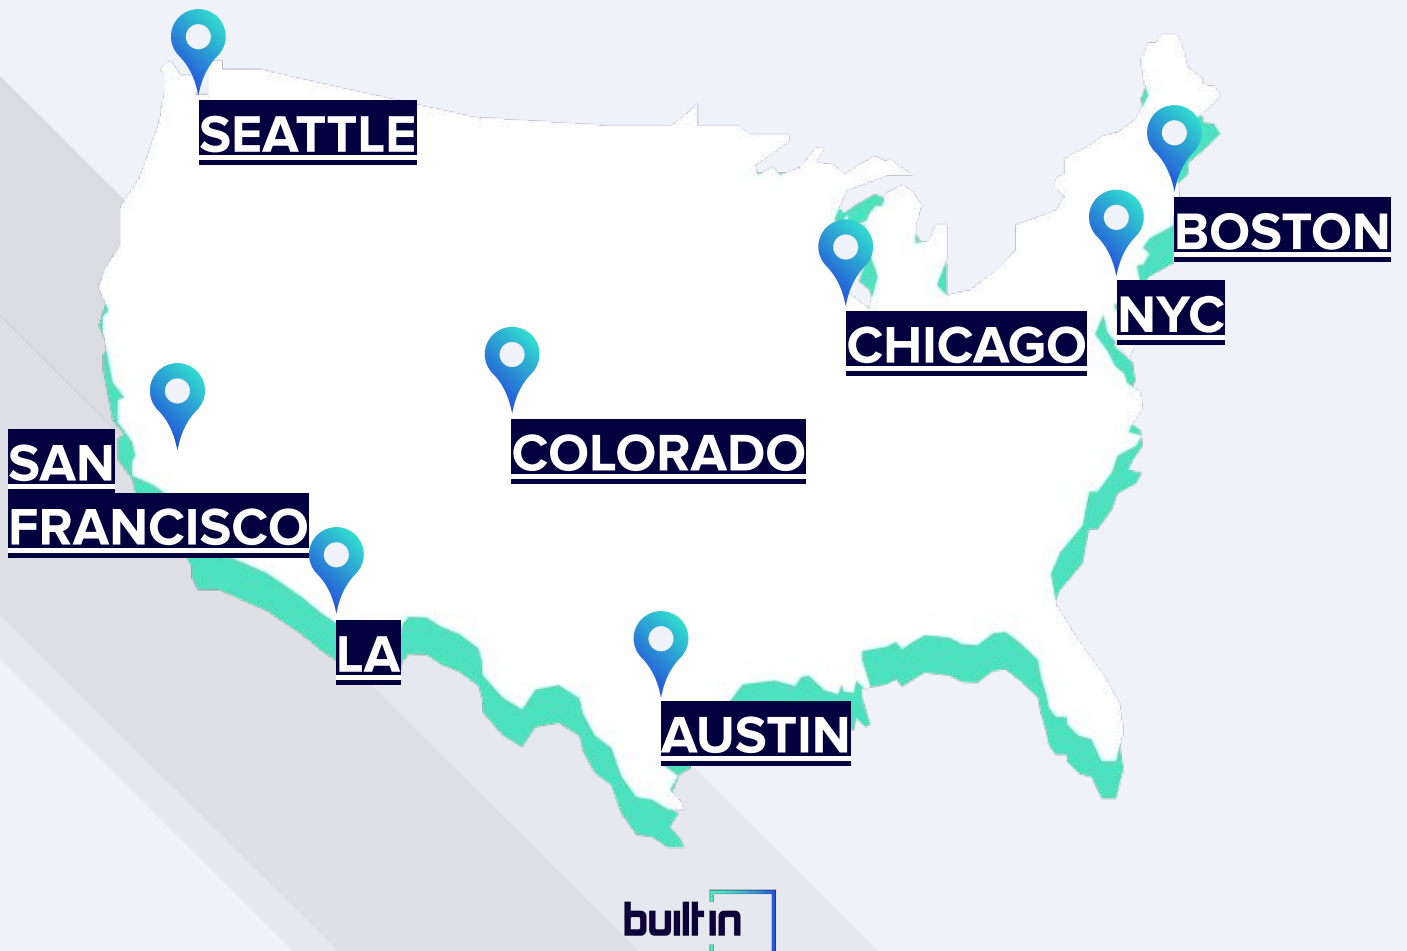 SEATTLE
BOSTON
NYC
CHICAGO
COLORADO
SAN
FRANCISCO
LA
AUSTIN
built in